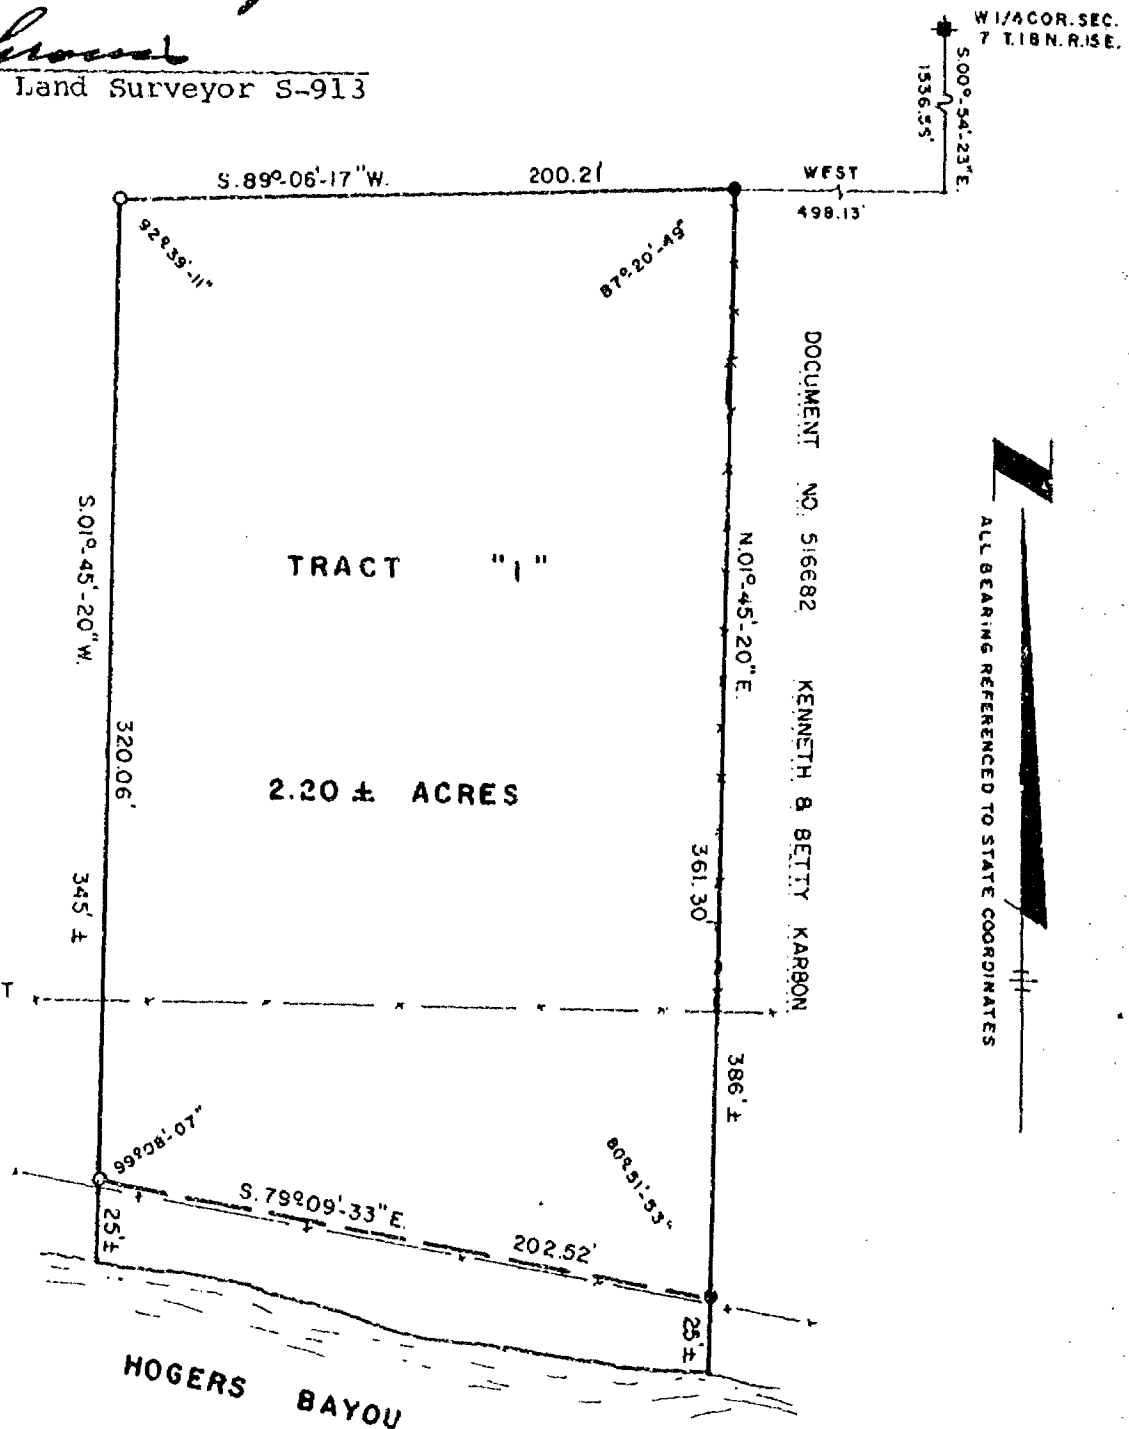 Land Surveyor S-913
W 1/4 COR. SEC.
7 T.18N. R.15E.
S.00°-54'-23"E.
1536.55'
S.89°-06'-17"W. 200.21'
WEST
498.13'
92°39'-11"
87°-20'-49"
DOCUMENT NO. 516682 KENNETH & BETTY KARBON
ALL BEARING REFERENCED TO STATE COORDINATES
S.01°-45'-20"W.
320.06'
345' ±
TRACT "1"
2.20 ± ACRES
N.01°-45'-20"E.
361.30'
386' ±
T
99°08'-07"
80°51'-53"
S.79°09'-33"E.
202.52'
25'±
25'±
HOGERS BAYOU